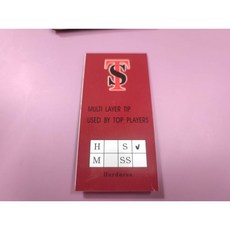 TS
MULTI LAYER TIP
USED BY TOP PLAYERS
H S ✓
M SS
Hardness